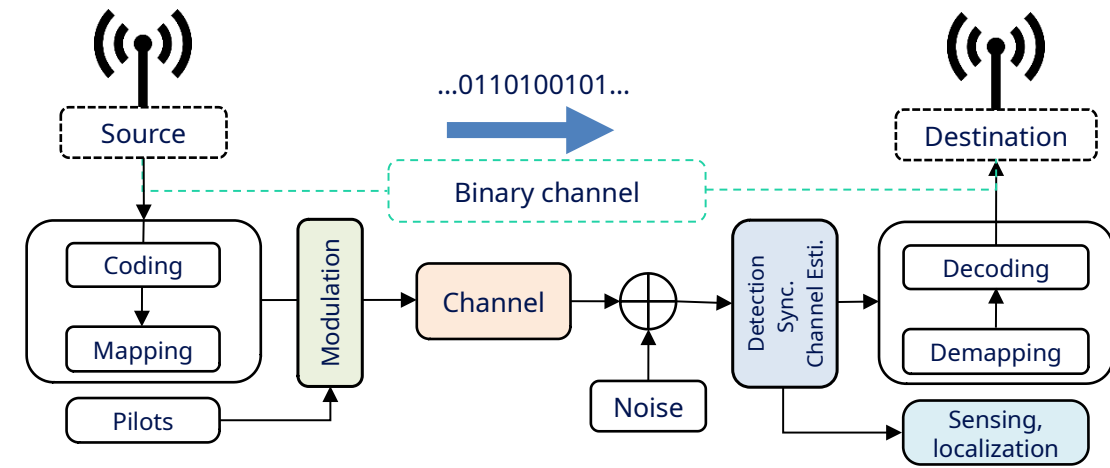 ...0110100101...
Source
Destination
Binary channel
Coding
Mapping
Modulation
Channel
Detection
Sync.
Channel Esti.
Decoding
Demapping
Pilots
Noise
Sensing,
localization